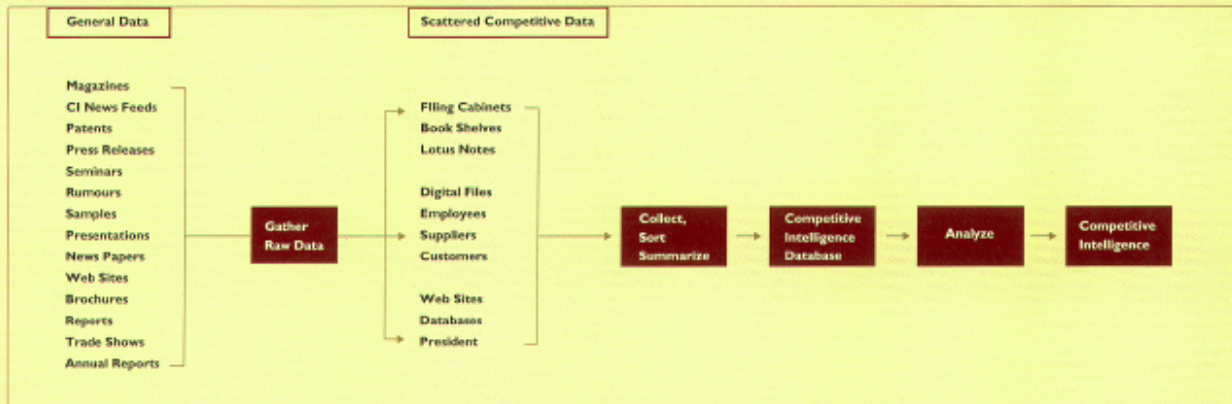 General Data
Scattered Competitive Data
Magazines
CI News Feeds
Patents
Press Releases
Seminars
Rumours
Samples
Presentations
News Papers
Web Sites
Brochures
Reports
Trade Shows
Annual Reports
Gather
Raw Data
Filing Cabinets
Book Shelves
Lotus Notes
Digital Files
Employees
Suppliers
Customers
Web Sites
Databases
President
Collect,
Sort
Summarize
Competitive
Intelligence
Database
Analyze
Competitive
Intelligence